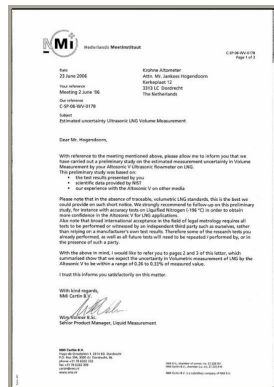 NMi
Nederlands Meetinstituut
C-SP-06-WV-0178
Page 1 of 3
Date
23 June 2006
Krohne Altometer
Attn. Mr. Jankees Hogendoorn
Kerkeplaat 12
3313 LC Dordrecht
The Netherlands
Your reference
Meeting 2 June '06
Our reference
C-SP-06-WV-0178
Subject
Estimated uncertainty Ultrasonic LNG Volume Measurement
Dear Mr. Hogendoorn,
With reference to the meeting mentioned above, please allow me to inform you that we
have carried out a preliminary study on the estimated measurement uncertainty in Volume
Measurement by your Altosonic V Ultrasonic flowmeter on LNG.
This preliminary study was based on:
• the test results presented by you
• scientific data provided by NIST
• our experience with the Altosonic V on other media
Please note that in the absence of traceable, volumetric LNG standards, this is the best we
could provide on such short notice. We strongly recommend to follow up on this preliminary
study, for instance with accuracy tests on Liquified Nitrogen (-196 °C) in order to obtain
more confidence in the Altosonic V for LNG applications.
Also note that broad international acceptance in the field of legal metrology requires all
tests to be performed or witnessed by an independent third party such as ourselves, rather
than relying on a manufacturer's own test results. Therefore some of the research tests you
already performed, as well as all future tests will need to be repeated / performed by, or in
the presence of such a party.
With the above in mind, I would like to refer you to pages 2 and 3 of this letter, which
summarised show that we expect the uncertainty in Volumetric measurement of LNG by the
Altosonic V to be within a range of 0.26 to 0.33% of measured value.
I trust this informs you satisfactorily on this matter.
With kind regards,
NMi Certin B.V.
Wim Volmer B.Sc.
Senior Product Manager, Liquid Measurement
NMi Certin B.V.